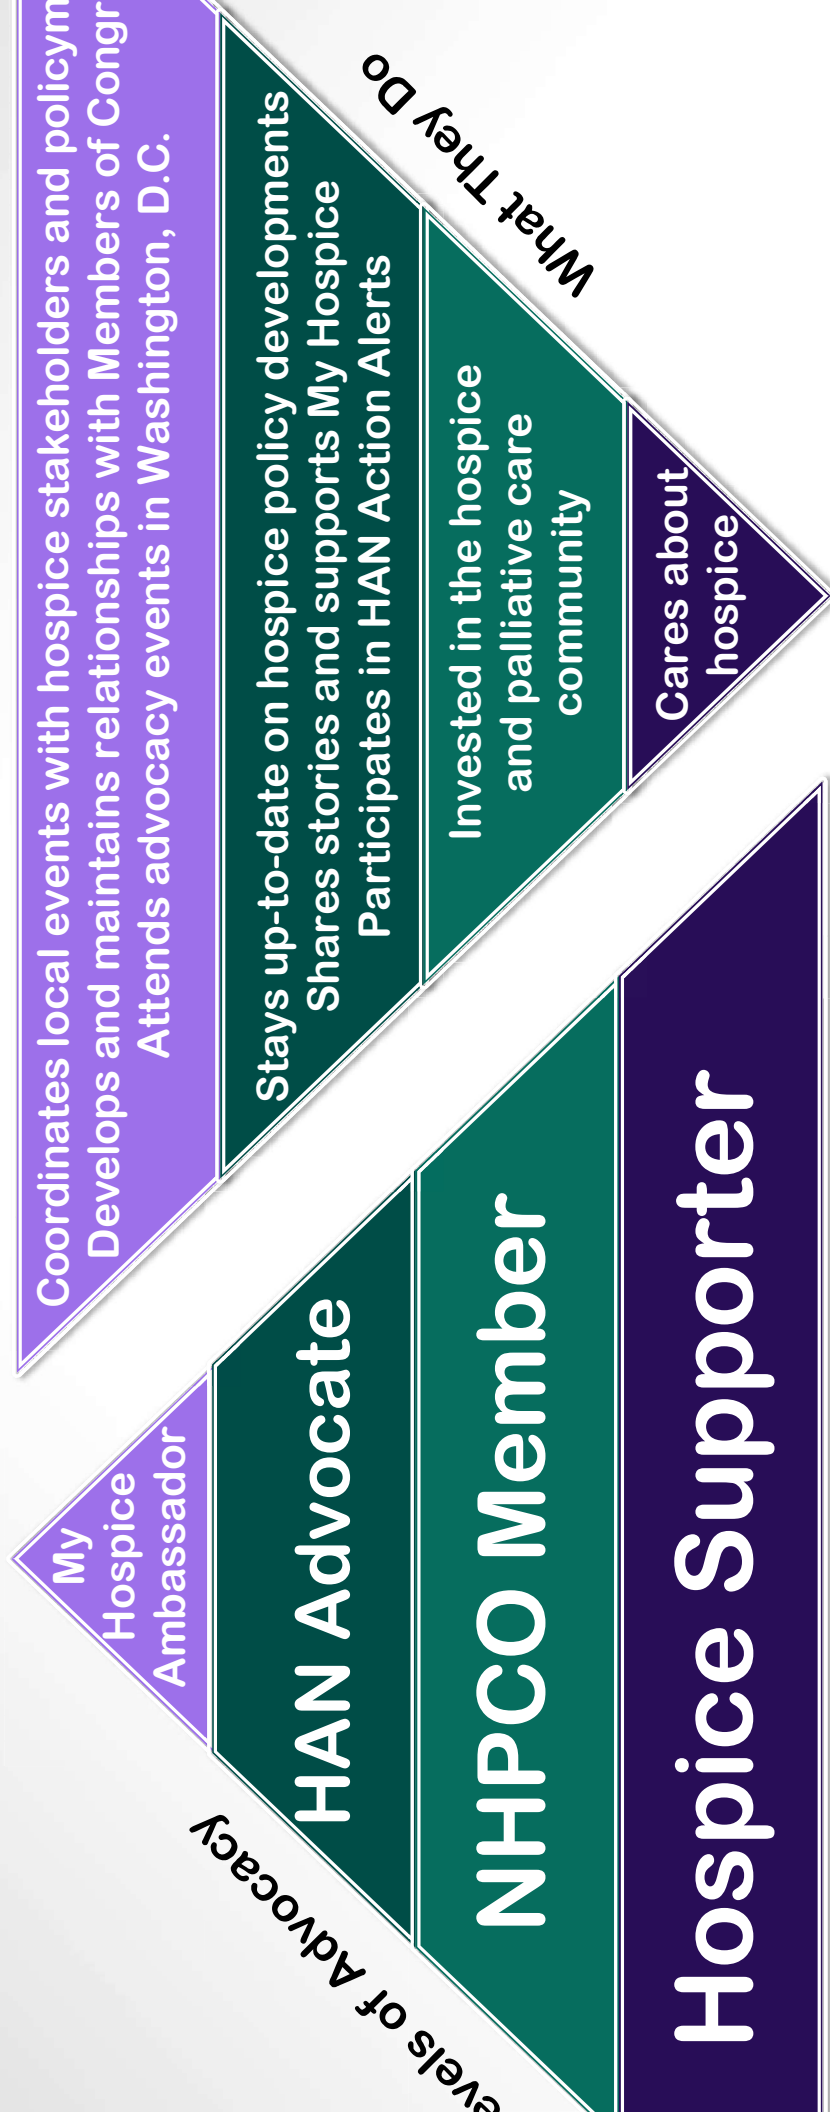 evels of Advocacy
My
Hospice
Ambassador
HAN Advocate
NHPCO Member
Hospice Supporter
What They Do
Coordinates local events with hospice stakeholders and policym
Develops and maintains relationships with Members of Congr
Attends advocacy events in Washington, D.C.
Stays up-to-date on hospice policy developments
Shares stories and supports My Hospice
Participates in HAN Action Alerts
Invested in the hospice
and palliative care
community
Cares about
hospice